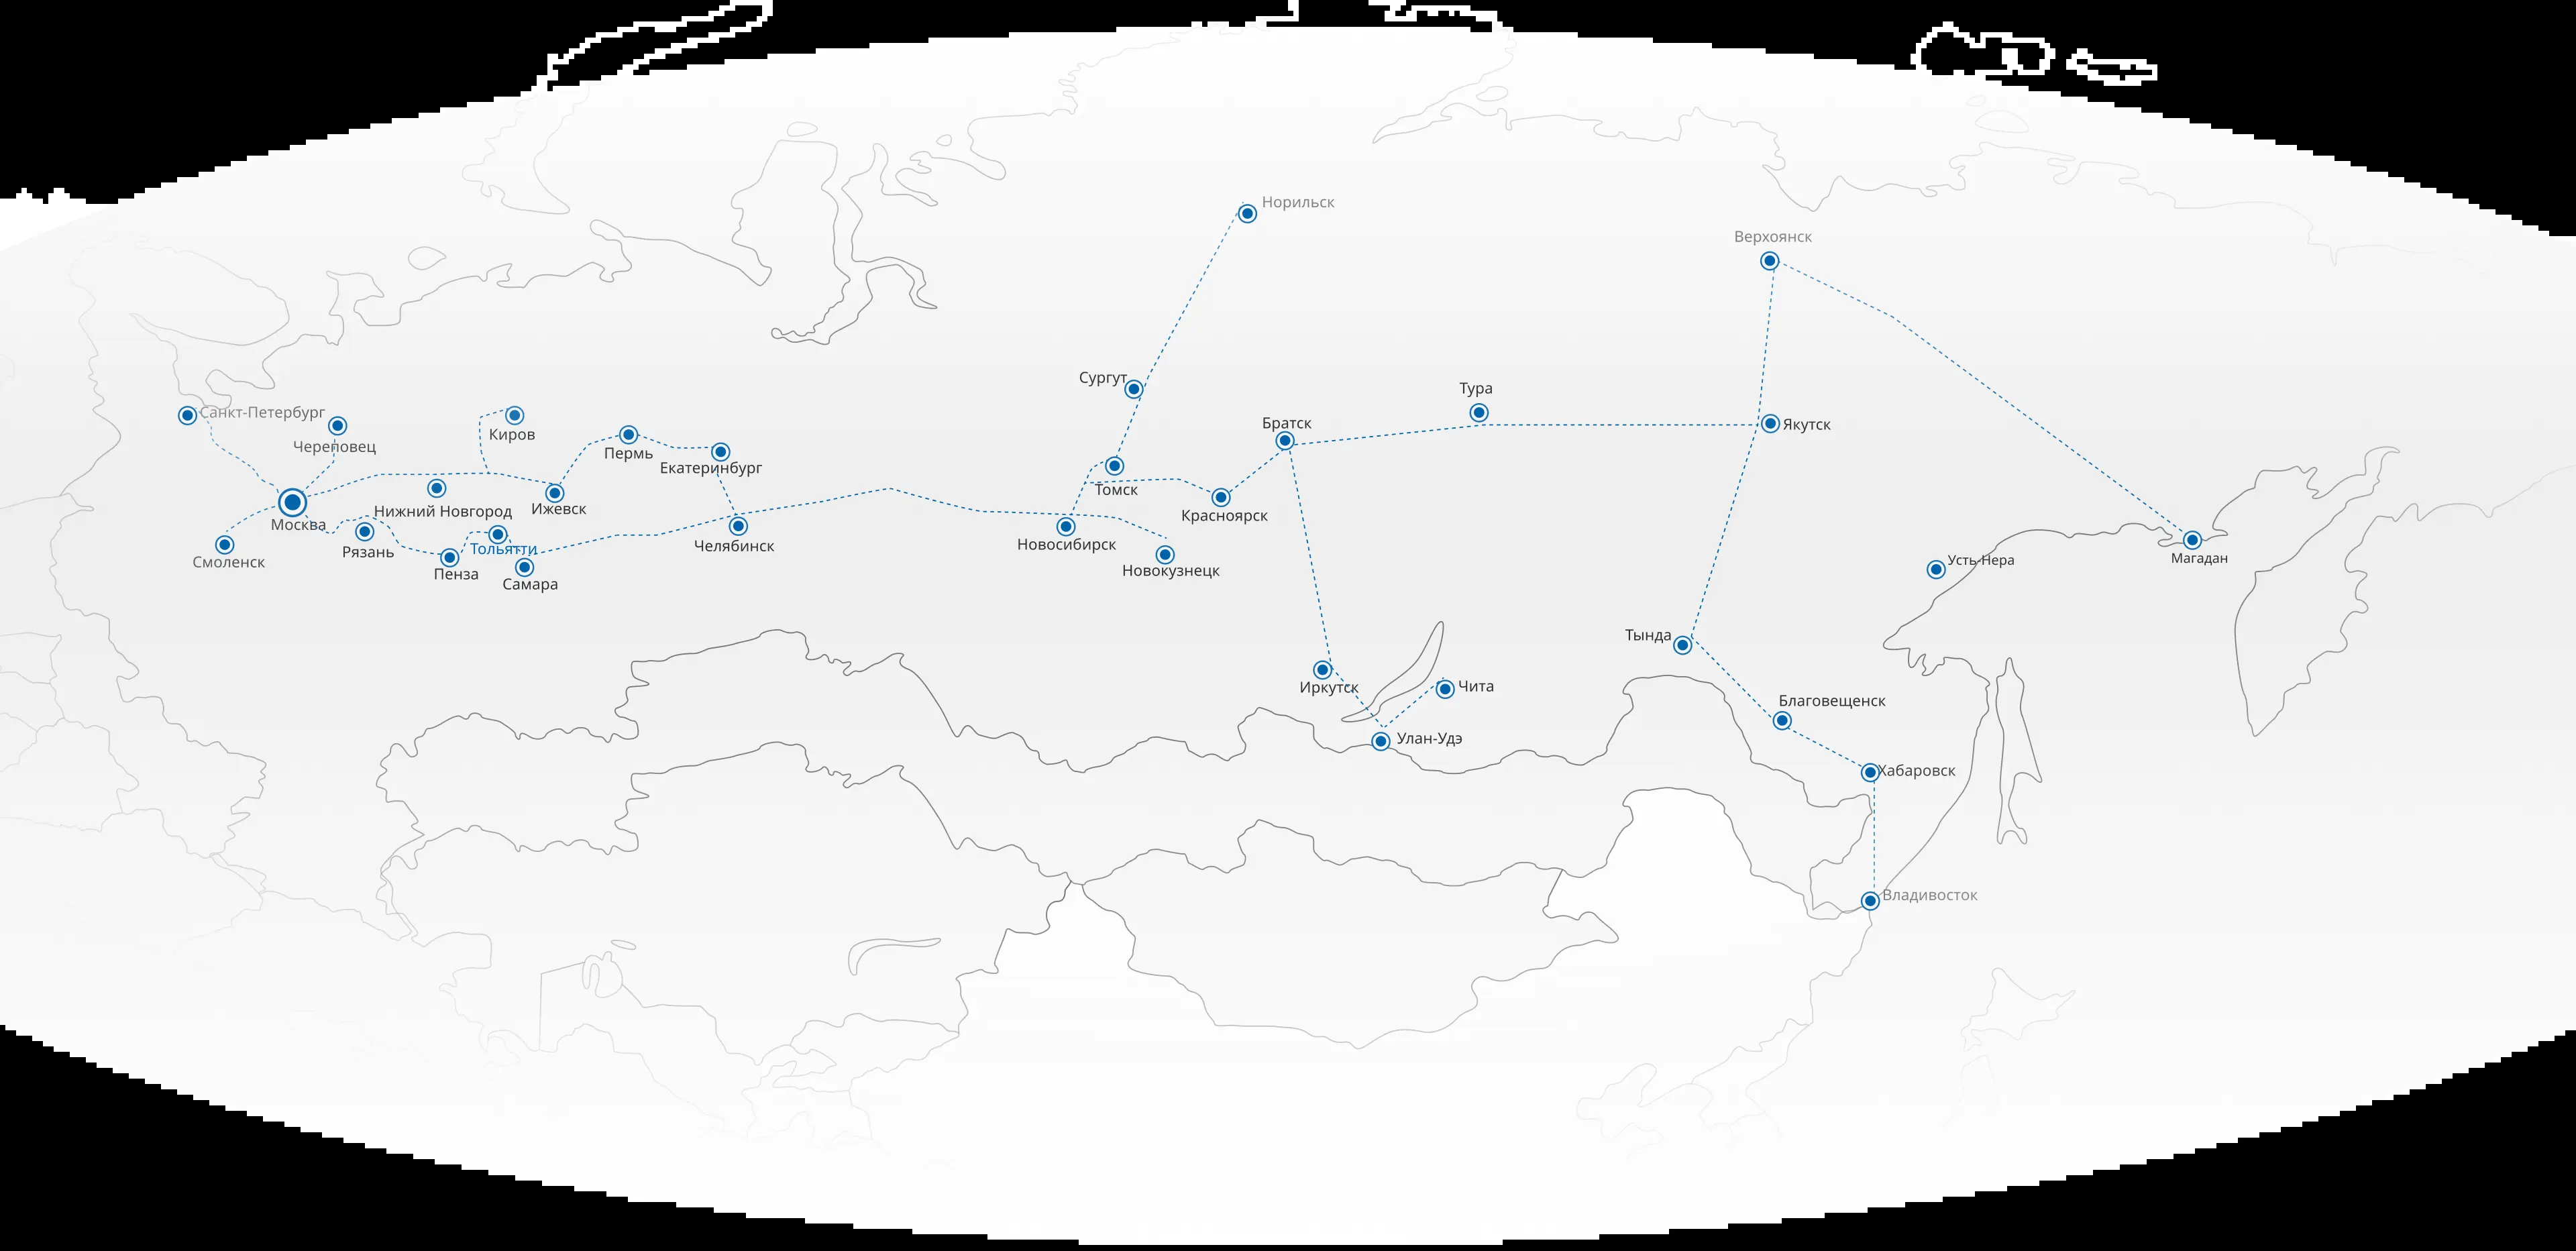 Норильск
Верхоянск
Сургут
Тура
Санкт-Петербург
Череповец
Киров
Братск
Якутск
Пермь
Екатеринбург
Томск
Москва
Нижний Новгород
Ижевск
Красноярск
Смоленск
Рязань
Тольятти
Пенза
Самара
Челябинск
Новосибирск
Новокузнецк
Усть-Нера
Магадан
Тында
Иркутск
Чита
Благовещенск
Улан-Удэ
Хабаровск
Владивосток